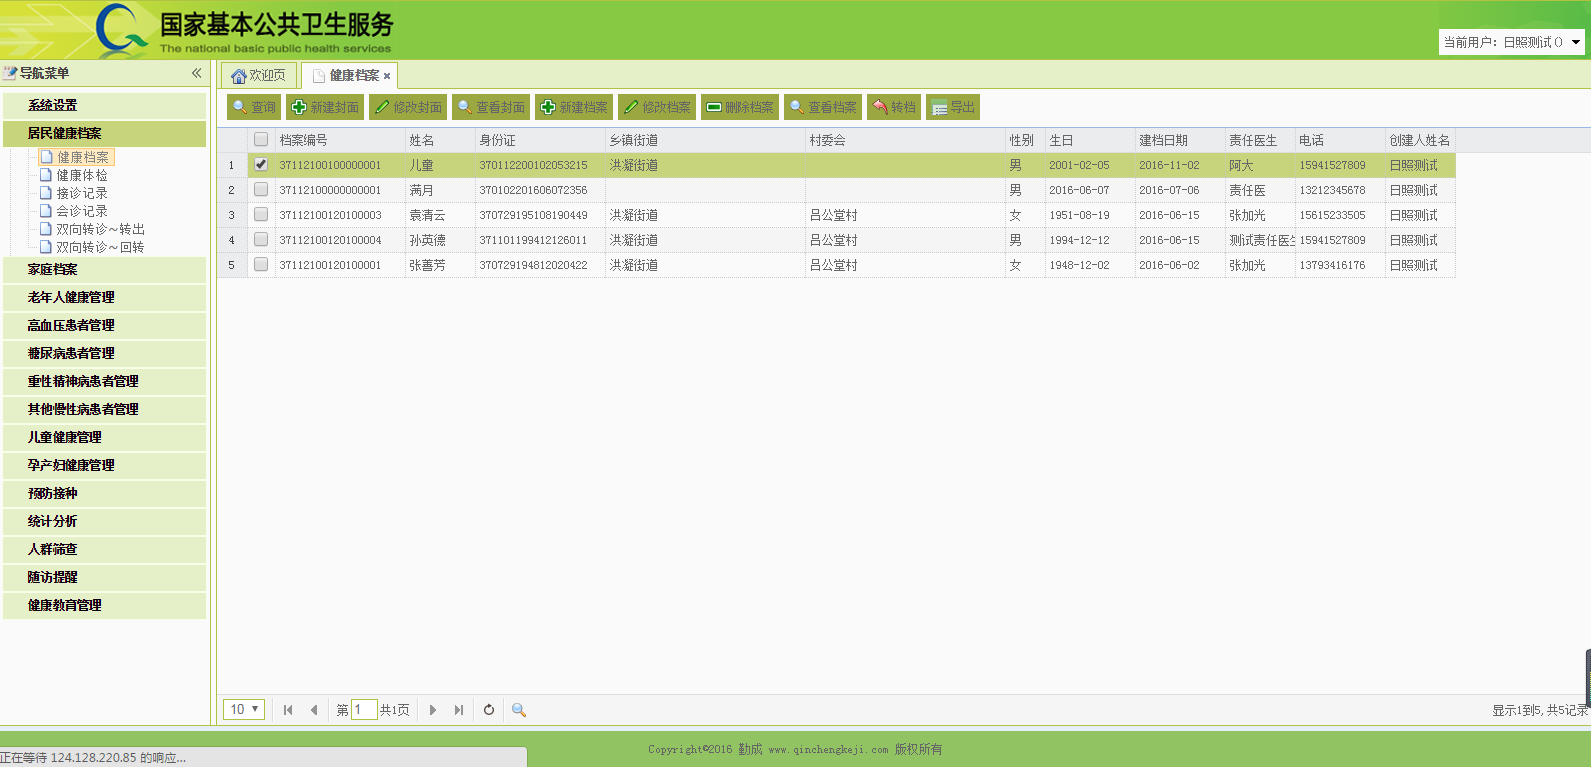 国家基本公共卫生服务
The national basic public health services
当前用户：日照测试()
导航菜单
欢迎页 健康档案
系统设置
居民健康档案
健康档案
健康体检
接诊记录
会诊记录
双向转诊~转出
双向转诊~回转
家庭档案
老年人健康管理
高血压患者管理
糖尿病患者管理
重性精神病患者管理
其他慢性病患者管理
儿童健康管理
孕产妇健康管理
预防接种
统计分析
人群筛查
随访提醒
健康教育管理
查询 新建封面 修改封面 查看封面 新建档案 修改档案 删除档案 查看档案 转档 导出
档案编号 姓名 身份证 乡镇街道 村委会 性别 生日 建档日期 责任医生 电话 创建人姓名
1 37112100100000001 儿童 370112200102053215 洪凝街道 男 2001-02-05 2016-11-02 阿大 15941527809 日照测试
2 37112100000000001 满月 370102201606072356 男 2016-06-07 2016-07-06 责任医 13212345678 日照测试
3 37112100120100003 袁清云 370729195108190449 洪凝街道 吕公堂村 女 1951-08-19 2016-06-15 张加光 15615233505 日照测试
4 37112100120100004 孙英德 371101199412126011 洪凝街道 吕公堂村 男 1994-12-12 2016-06-15 测试责任医生 15941527809 日照测试
5 37112100120100001 张善芳 370729194812020422 洪凝街道 吕公堂村 女 1948-12-02 2016-06-02 张加光 13793416176 日照测试
10 第 1 共1页
显示1到5, 共5记录
Copyright©2016 勤成 www.qinchengkeji.com 版权所有
正在等待 124.128.220.85 的响应...